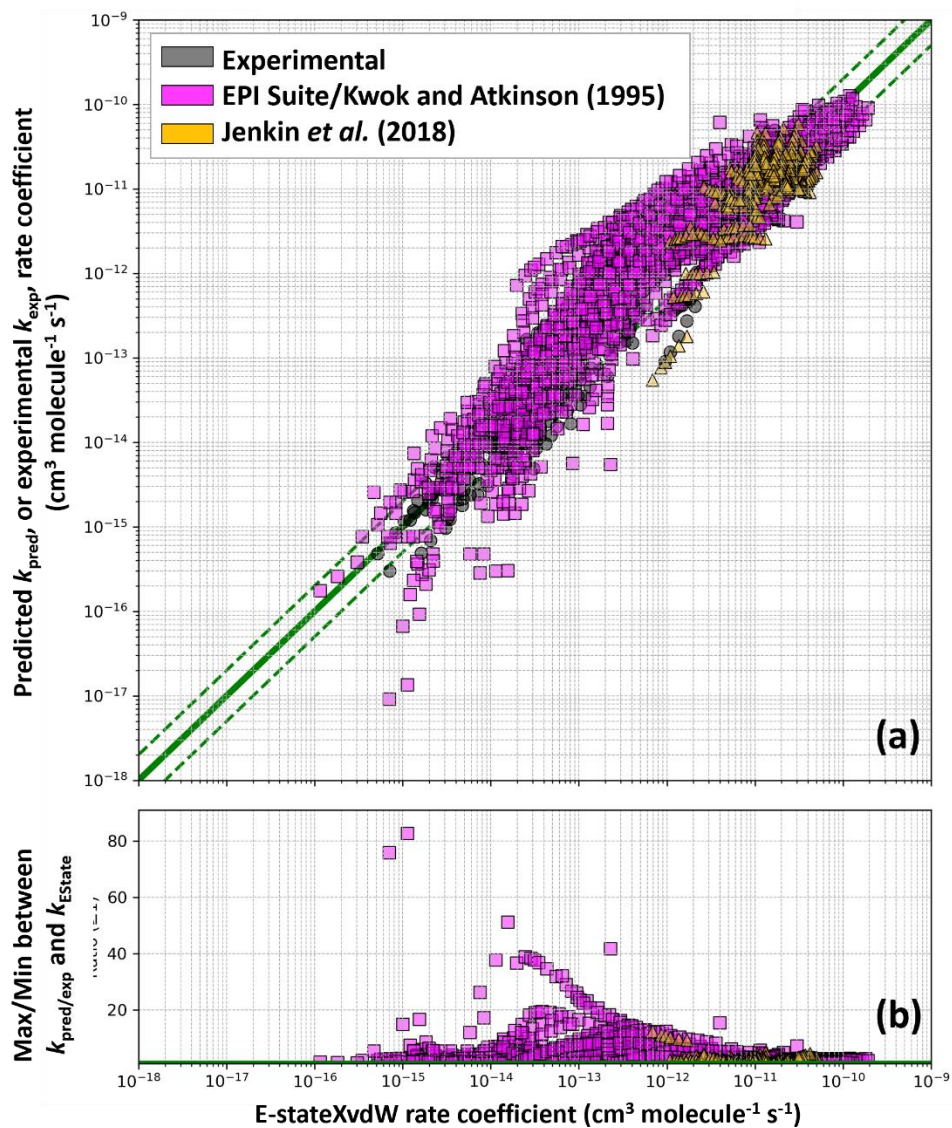 Predicted k_pred, or experimental k_exp, rate coefficient
(cm³ molecule⁻¹ s⁻¹)
Experimental
EPI Suite/Kwok and Atkinson (1995)
Jenkin et al. (2018)
10⁻⁹
10⁻¹⁰
10⁻¹¹
10⁻¹²
10⁻¹³
10⁻¹⁴
10⁻¹⁵
10⁻¹⁶
10⁻¹⁷
10⁻¹⁸
(a)
Max/Min between
k_pred/exp and k_EState
80
60
40
20
(b)
10⁻¹⁸ 10⁻¹⁷ 10⁻¹⁶ 10⁻¹⁵ 10⁻¹⁴ 10⁻¹³ 10⁻¹² 10⁻¹¹ 10⁻¹⁰ 10⁻⁹
E-stateXvdW rate coefficient (cm³ molecule⁻¹ s⁻¹)